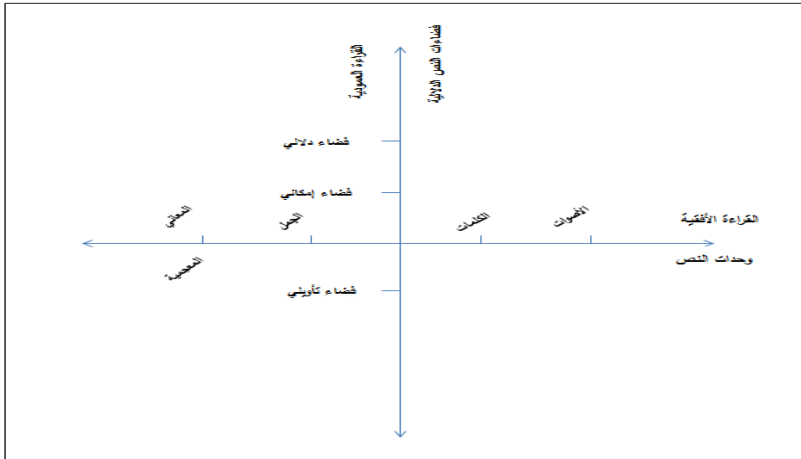 فضاءات النص الدلالية
القراءة العمودية
فضاء دلالي
فضاء إمكاني
القراءة الأفقية
الأصوات
الكلمات
الجمل
المعاني
وحدات النص
المعجمية
فضاء تأويلي